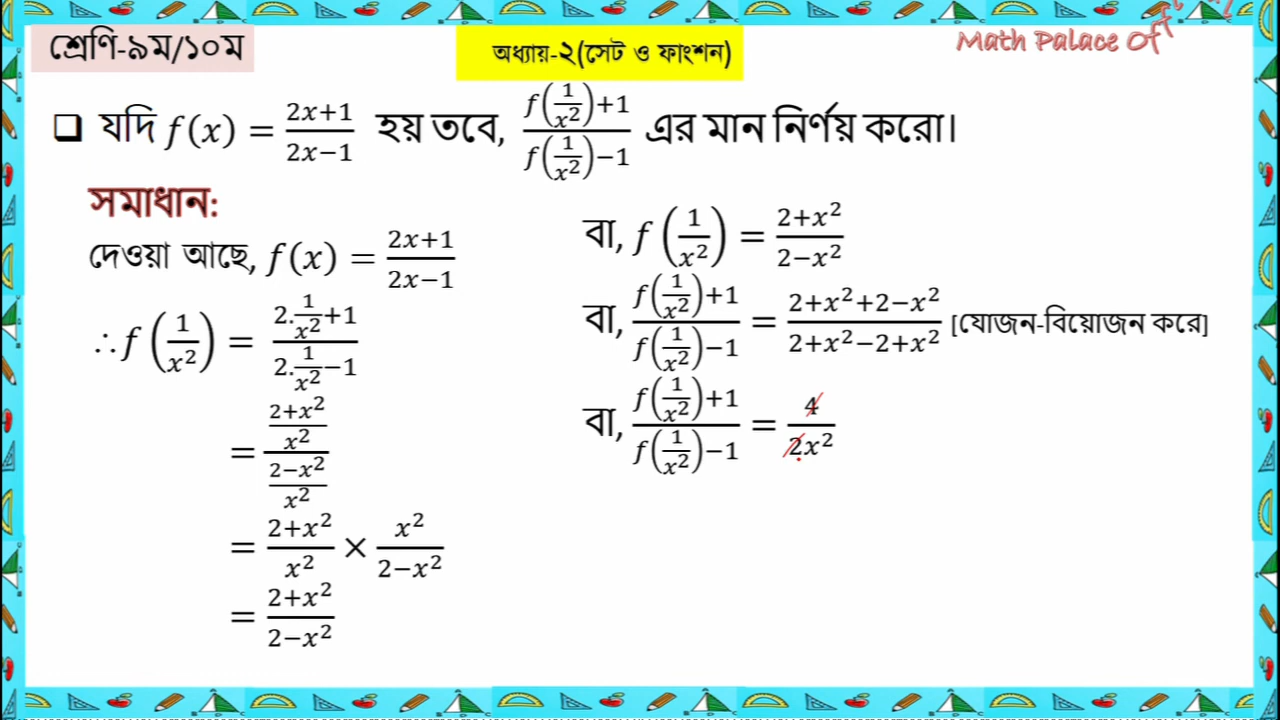 শ্রেণি-৯ম/১০ম
অধ্যায়-২(সেট ও ফাংশন)
Math Palace Official
❑ যদি f(x) = (2x+1)/(2x−1) হয় তবে, (f(1/x²)+1)/(f(1/x²)−1) এর মান নির্ণয় করো।
সমাধান:
দেওয়া আছে, f(x) = (2x+1)/(2x−1)
∴f(1/x²) = (2.1/x²+1)/(2.1/x²−1)
= ((2+x²)/x²)/((2−x²)/x²)
= (2+x²)/x² × x²/(2−x²)
= (2+x²)/(2−x²)
বা, f(1/x²) = (2+x²)/(2−x²)
বা, (f(1/x²)+1)/(f(1/x²)−1) = (2+x²+2−x²)/(2+x²−2+x²) [যোজন-বিয়োজন করে]
বা, (f(1/x²)+1)/(f(1/x²)−1) = 4/2x²